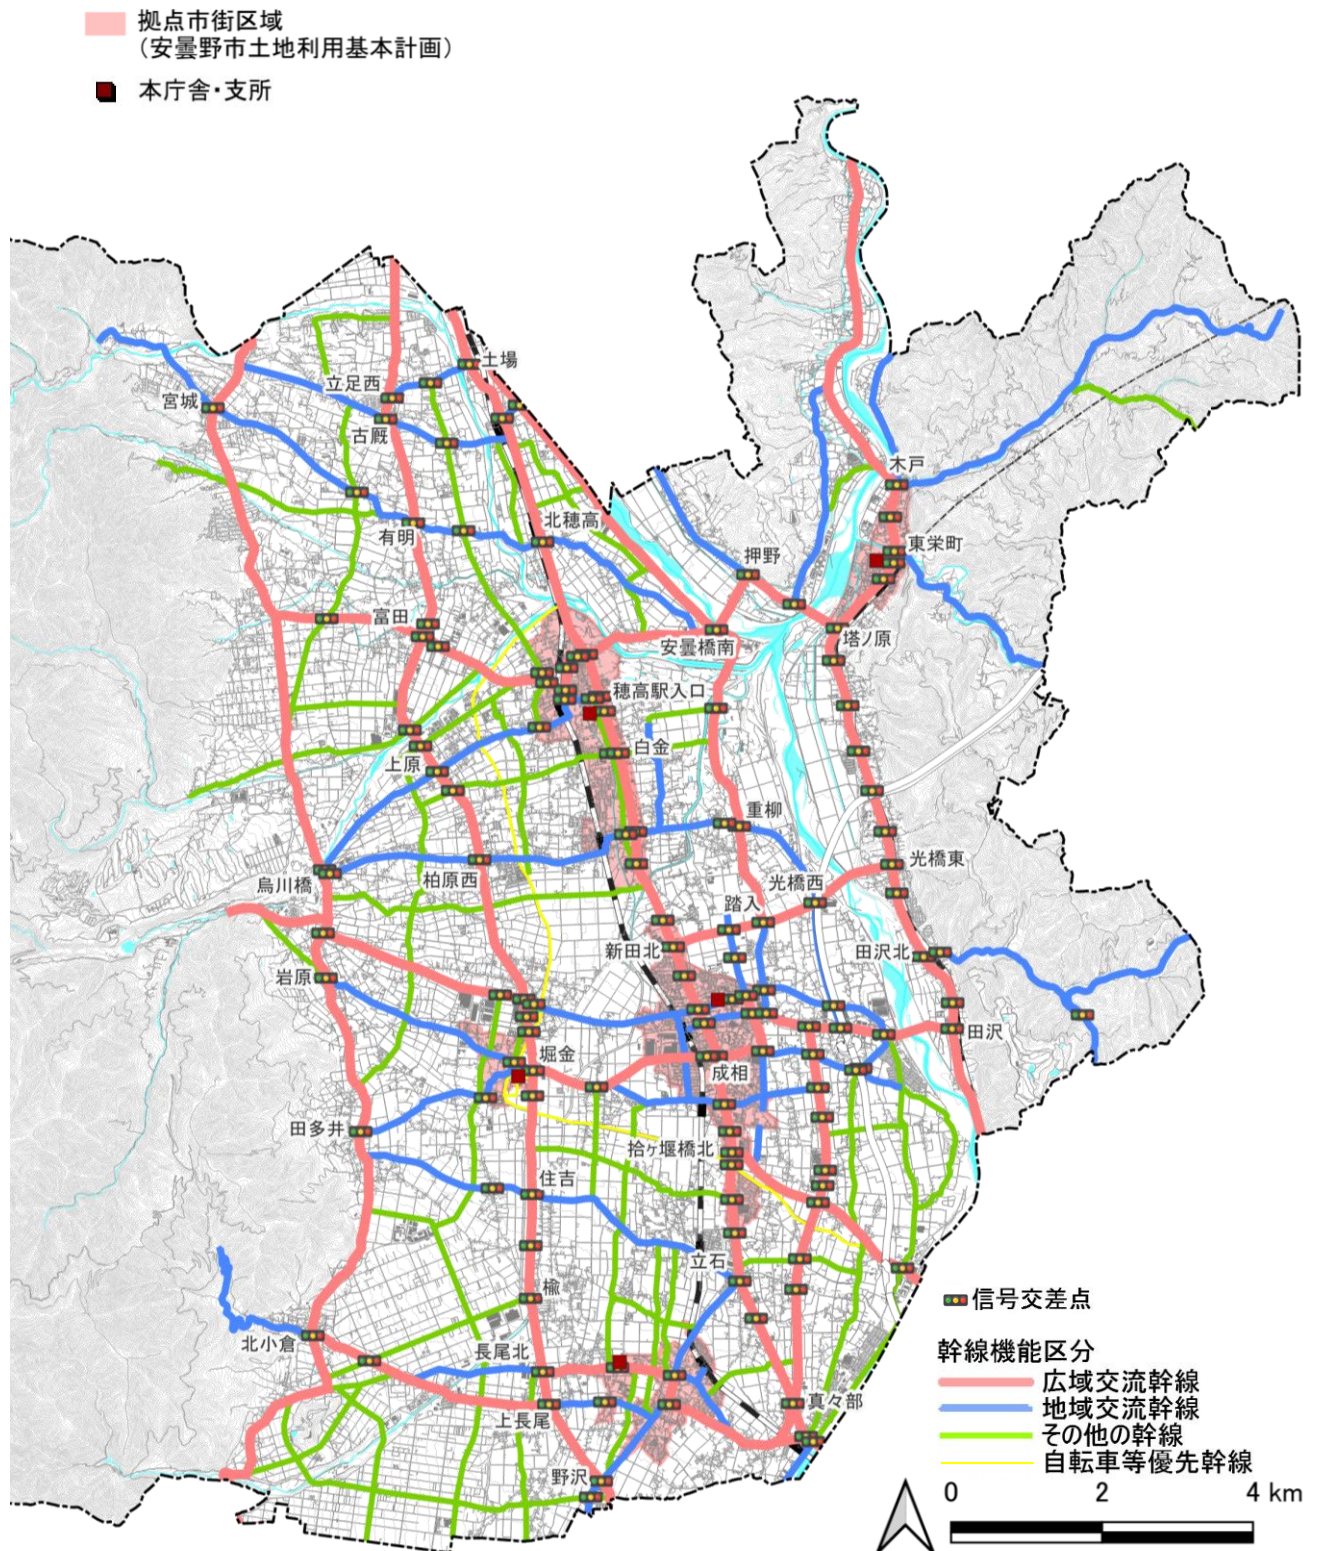 拠点市街区域
（安曇野市土地利用基本計画）
本庁舎・支所
土場
立足西
宮城
古厩
木戸
北穂高
有明
東栄町
押野
富田
塔ノ原
安曇橋南
穂高駅入口
白金
上原
重柳
光橋東
烏川橋
柏原西
光橋西
踏入
新田北
田沢北
岩原
田沢
堀金
成相
田多井
拾ヶ堰橋北
住吉
立石
楡
信号交差点
北小倉
長尾北
幹線機能区分
広域交流幹線
真々部
地域交流幹線
上長尾
その他の幹線
自転車等優先幹線
野沢
0 2 4 km